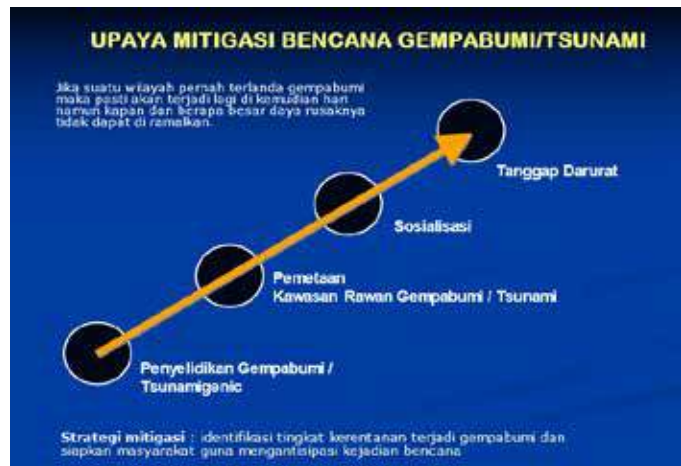 UPAYA MITIGASI BENCANA GEMPABUMI/TSUNAMI
Jika suatu wilayah pernah terlanda gempabumi
maka pasti akan terjadi lagi di kemudian hari
namun kapan dan berapa besar daya rusaknya
tidak dapat di ramalkan.
Tanggap Darurat
Sosialisasi
Pemetaan
Kawasan Rawan Gempabumi / Tsunami
Penyelidikan Gempabumi /
Tsunamigenic
Strategi mitigasi : identifikasi tingkat kerentanan terjadi gempabumi dan
siapkan masyarakat guna mengantisipasi kejadian bencana